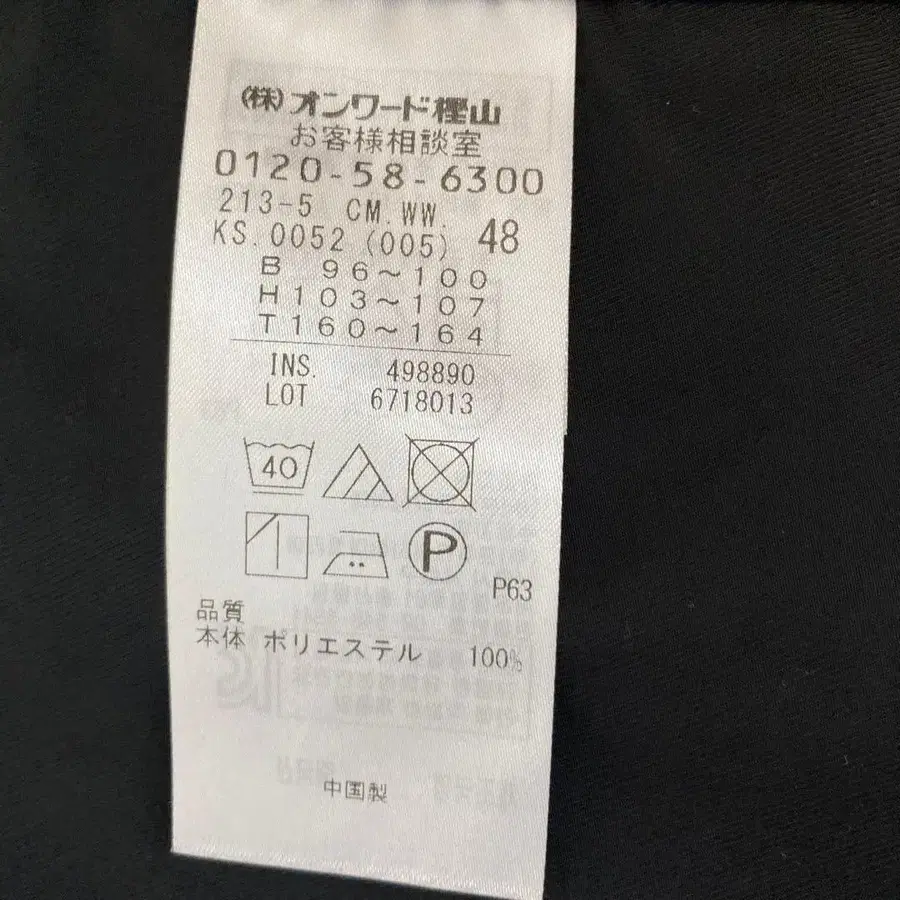 (株)オンワード樫山
お客様相談室
0120-58-6300
213-5 CM.WW.
KS.0052 (005) 48
B 96〜100
H103〜107
T160〜164
INS. 498890
LOT 6718013
40
P
P63
品質
本体 ポリエステル 100%
中国製